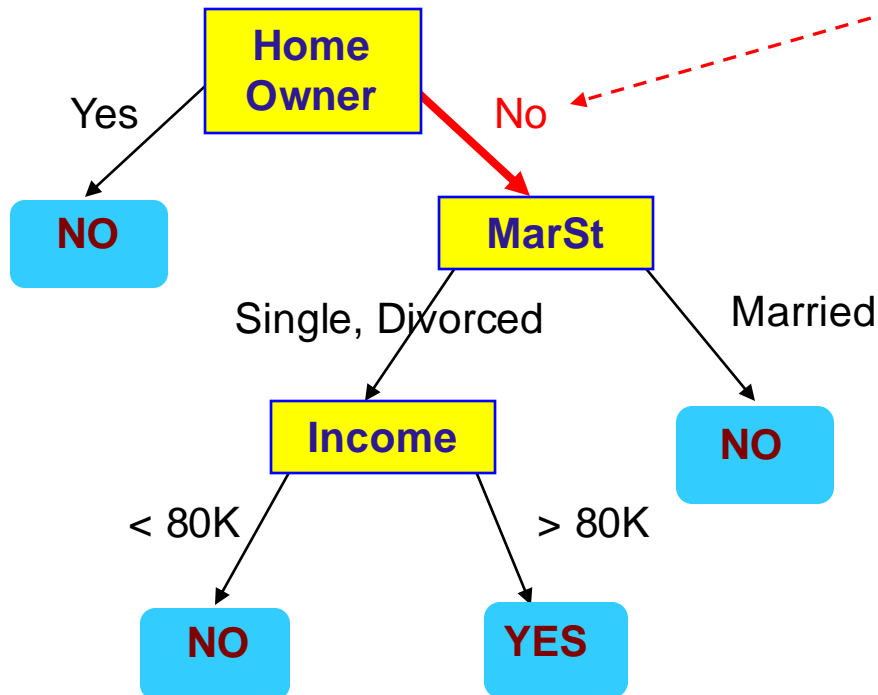 Home
Owner
Yes
No
NO
MarSt
Single, Divorced
Married
Income
NO
< 80K
> 80K
NO
YES